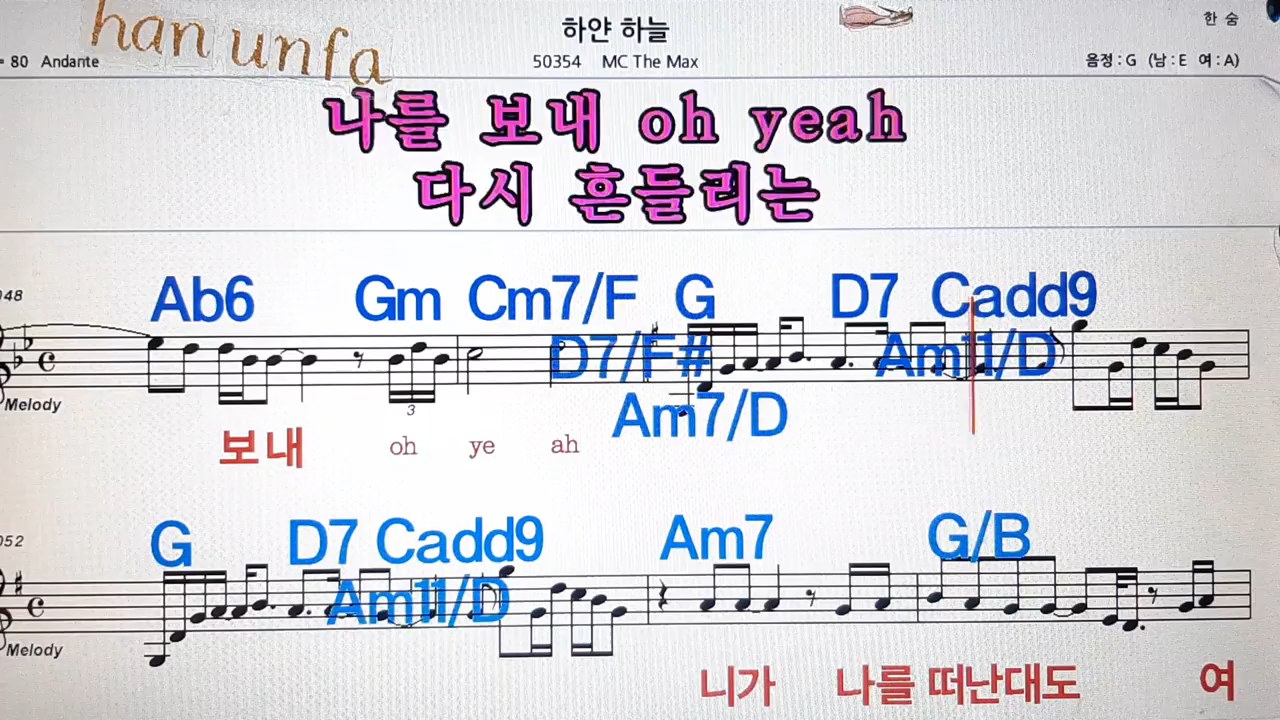 han unfa
하얀 하늘
한 숨
= 80 Andante
50354 MC The Max
음정 : G (남 : E 여 : A)
나를 보내 oh yeah
다시 흔들리는
048
Ab6 Gm Cm7/F G D7 Cadd9
D7/F# Am11/D
Am7/D
Melody
3
보내 oh ye ah
052
G D7 Cadd9 Am7 G/B
Am11/D
Melody
니가 나를 떠난대도 여